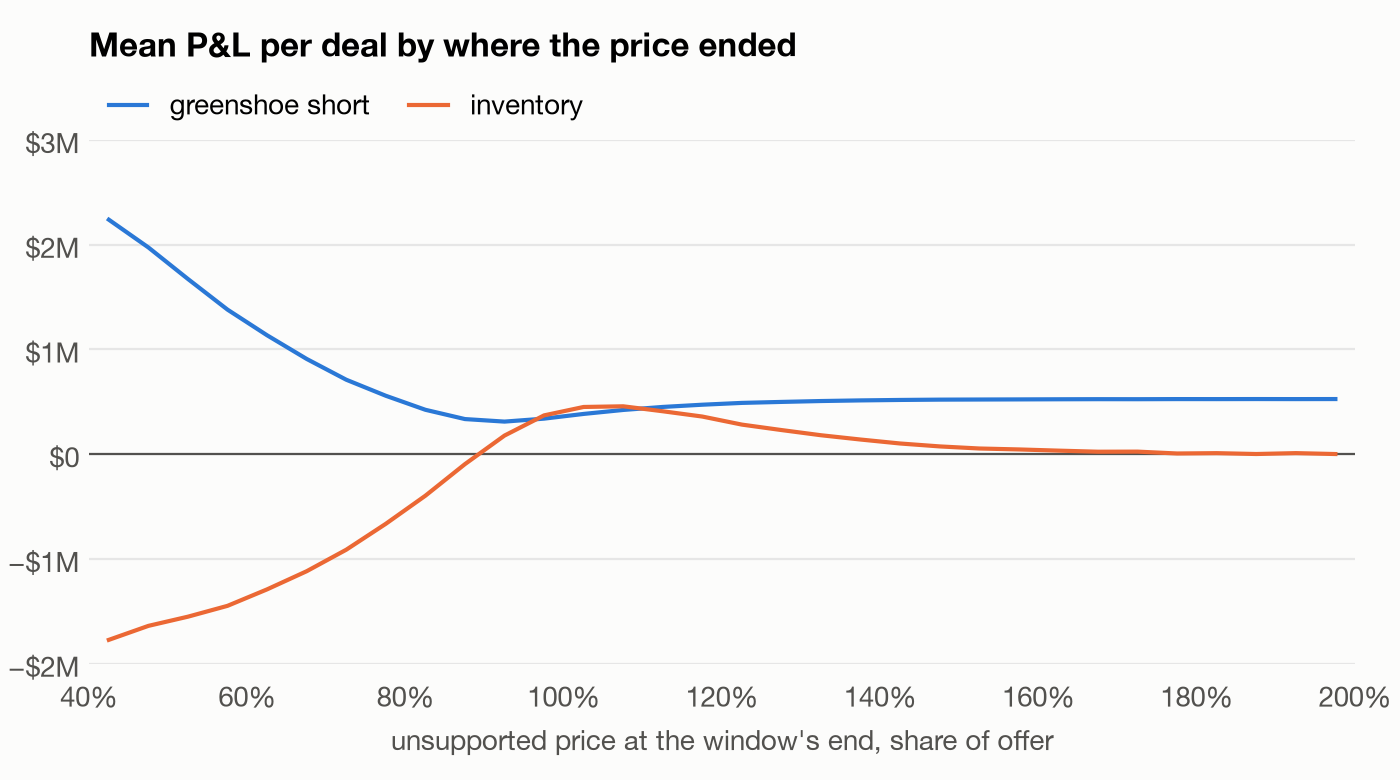 Mean P&L per deal by where the price ended
greenshoe short inventory
$3M
$2M
$1M
$0
−$1M
−$2M
40% 60% 80% 100% 120% 140% 160% 180% 200%
unsupported price at the window's end, share of offer